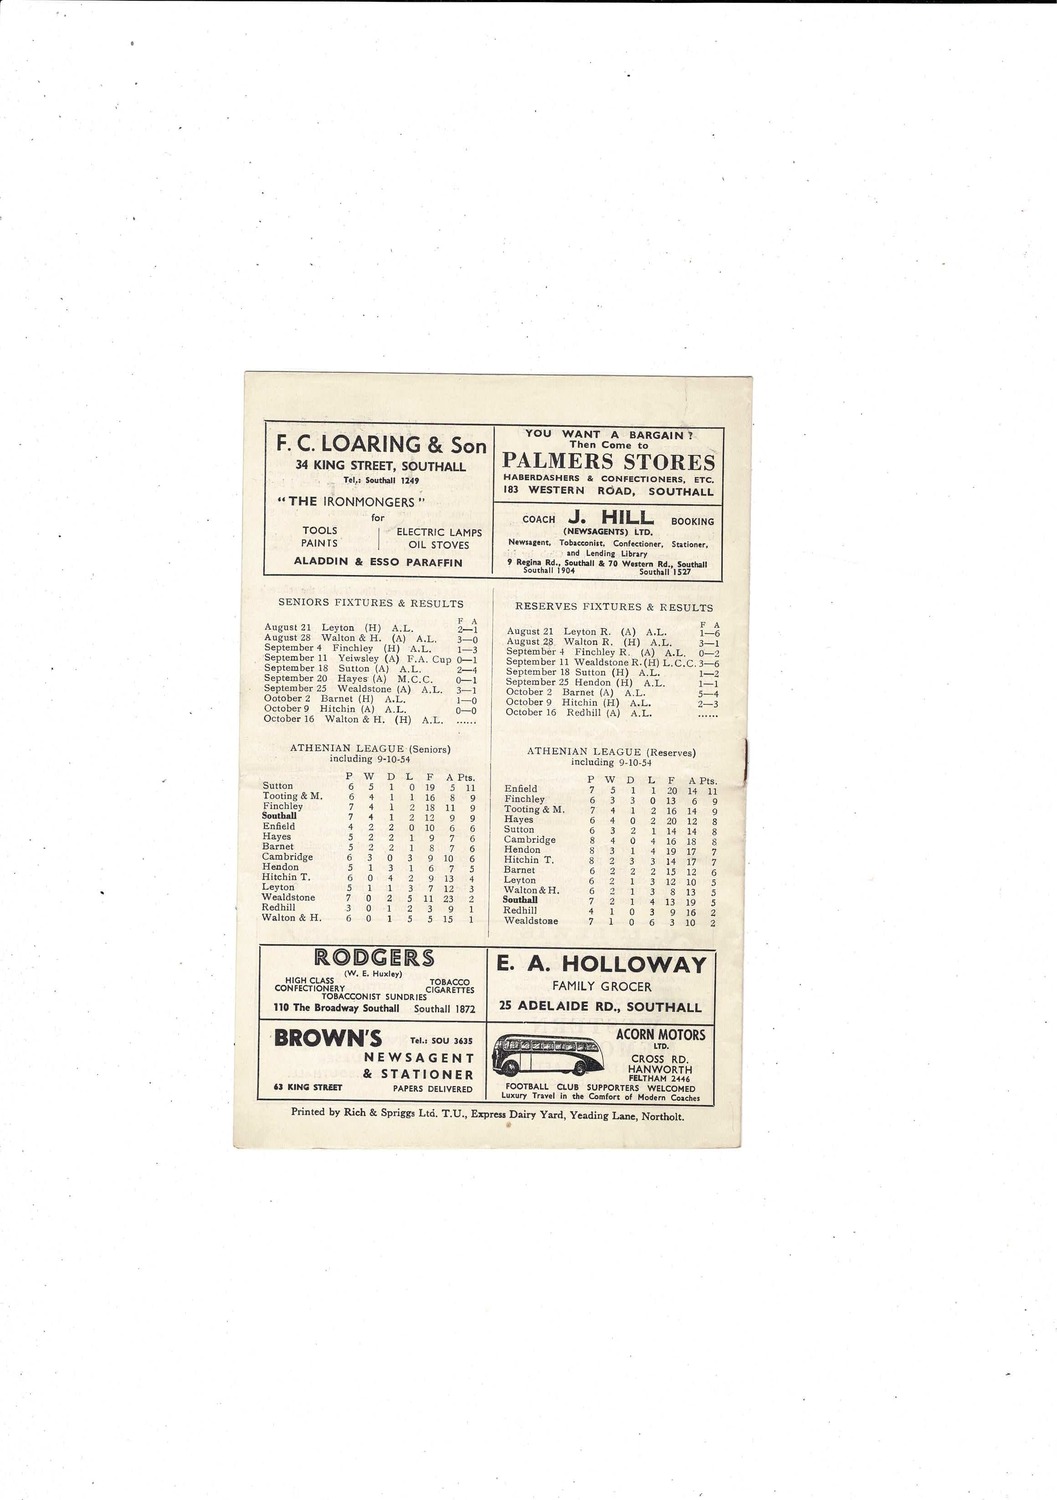 F. C. LOARING & Son
34 KING STREET, SOUTHALL
Tel.: Southall 1249
"THE IRONMONGERS"
for
TOOLS ELECTRIC LAMPS
PAINTS OIL STOVES
ALADDIN & ESSO PARAFFIN
YOU WANT A BARGAIN?
Then Come to
PALMERS STORES
HABERDASHERS & CONFECTIONERS, ETC.
183 WESTERN ROAD, SOUTHALL
COACH J. HILL BOOKING
(NEWSAGENTS) LTD.
Newsagent, Tobacconist, Confectioner, Stationer,
and Lending Library
9 Regina Rd., Southall & 70 Western Rd., Southall
Southall 1904 Southall 1527
SENIORS FIXTURES & RESULTS
F A
August 21 Leyton (H) A.L. 2—1
August 28 Walton & H. (A) A.L. 3—0
September 4 Finchley (H) A.L. 1—3
September 11 Yeiwsley (A) F.A. Cup 0—1
September 18 Sutton (A) A.L. 2—4
September 20 Hayes (A) M.C.C. 0—1
September 25 Wealdstone (A) A.L. 3—1
Ootober 2 Barnet (H) A.L. 1—0
October 9 Hitchin (A) A.L. 0—0
October 16 Walton & H. (H) A.L. ......
RESERVES FIXTURES & RESULTS
F A
August 21 Leyton R. (A) A.L. 1—6
August 28 Walton R. (H) A.L. 3—1
September 4 Finchley R. (A) A.L. 0—2
September 11 Wealdstone R.(H) L.C.C. 3—6
September 18 Sutton (H) A.L. 1—2
September 25 Hendon (H) A.L. 1—1
October 2 Barnet (A) A.L. 5—4
October 9 Hitchin (H) A.L. 2—3
October 16 Redhill (A) A.L. ......
ATHENIAN LEAGUE (Seniors)
including 9-10-54
P W D L F A Pts.
Sutton 6 5 1 0 19 5 11
Tooting & M. 6 4 1 1 16 8 9
Finchley 7 4 1 2 18 11 9
Southall 7 4 1 2 12 9 9
Enfield 4 2 2 0 10 6 6
Hayes 5 2 2 1 9 7 6
Barnet 5 2 2 1 8 7 6
Cambridge 6 3 0 3 9 10 6
Hendon 5 1 3 1 6 7 5
Hitchin T. 6 0 4 2 9 13 4
Leyton 5 1 1 3 7 12 3
Wealdstone 7 0 2 5 11 23 2
Redhill 3 0 1 2 3 9 1
Walton & H. 6 0 1 5 5 15 1
ATHENIAN LEAGUE (Reserves)
including 9-10-54
P W D L F A Pts.
Enfield 7 5 1 1 20 14 11
Finchley 6 3 3 0 13 6 9
Tooting & M. 7 4 1 2 16 14 9
Hayes 6 4 0 2 20 12 8
Sutton 6 3 2 1 14 14 8
Cambridge 8 4 0 4 16 18 8
Hendon 8 3 1 4 19 17 7
Hitchin T. 8 2 3 3 14 17 7
Barnet 6 2 2 2 15 12 6
Leyton 6 2 1 3 12 10 5
Walton & H. 6 2 1 3 8 13 5
Southall 7 2 1 4 13 19 5
Redhill 4 1 0 3 9 16 2
Wealdstone 7 1 0 6 3 10 2
RODGERS
(W. E. Huxley)
HIGH CLASS TOBACCO
CONFECTIONERY CIGARETTES
TOBACCONIST SUNDRIES
110 The Broadway Southall Southall 1872
E. A. HOLLOWAY
FAMILY GROCER
25 ADELAIDE RD., SOUTHALL
BROWN'S Tel.: SOU 3635
NEWSAGENT
& STATIONER
63 KING STREET PAPERS DELIVERED
ACORN MOTORS
LTD.
CROSS RD.
HANWORTH
FELTHAM 2446
FOOTBALL CLUB SUPPORTERS WELCOMED
Luxury Travel in the Comfort of Modern Coaches
Printed by Rich & Spriggs Ltd. T.U., Express Dairy Yard, Yeading Lane, Northolt.